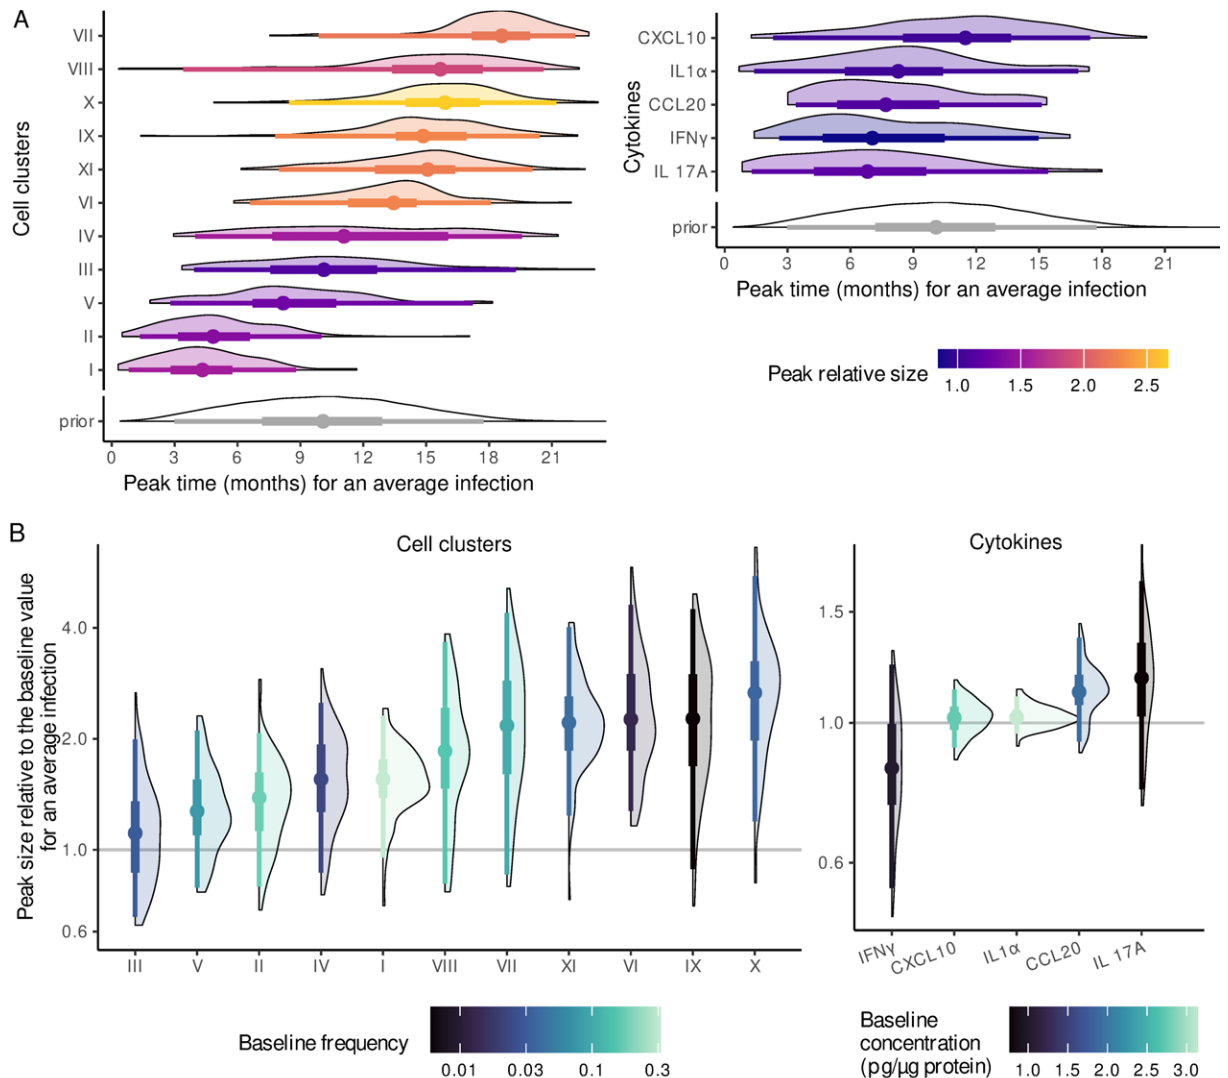 A
Cell clusters
VII
VIII
X
IX
XI
VI
IV
III
V
II
I
prior
0 3 6 9 12 15 18 21
Peak time (months) for an average infection
Cytokines
CXCL10
IL1α
CCL20
IFNγ
IL 17A
prior
0 3 6 9 12 15 18 21
Peak time (months) for an average infection
Peak relative size
1.0 1.5 2.0 2.5
B
Cell clusters
Peak size relative to the baseline value
for an average infection
4.0
2.0
1.0
0.6
III V II IV I VIII VII XI VI IX X
Baseline frequency
0.01 0.03 0.1 0.3
Cytokines
1.5
1.0
0.6
IFNγ CXCL10 IL1α CCL20 IL 17A
Baseline
concentration
(pg/μg protein)
1.0 1.5 2.0 2.5 3.0